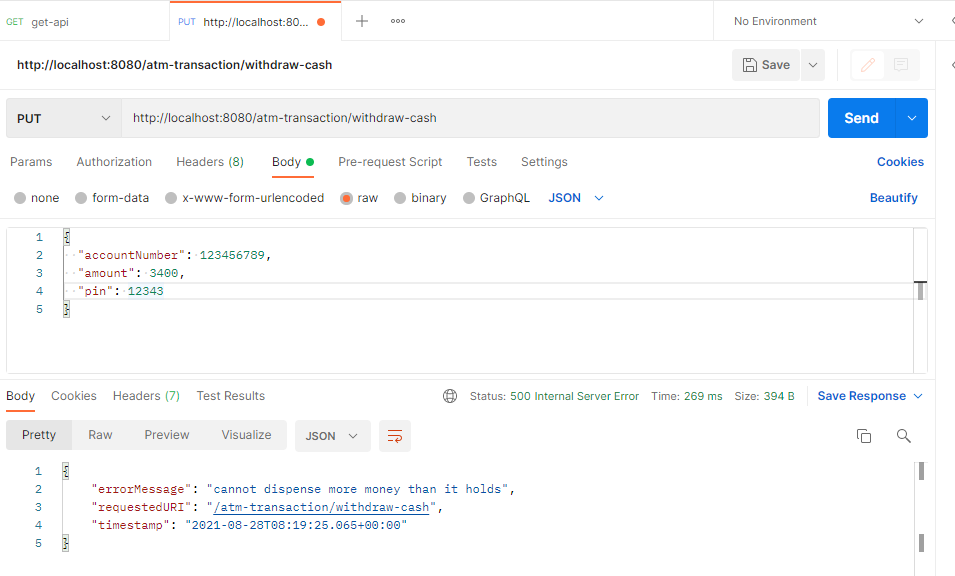 GET get-api PUT http://localhost:80... No Environment
http://localhost:8080/atm-transaction/withdraw-cash Save
PUT http://localhost:8080/atm-transaction/withdraw-cash Send
Params Authorization Headers (8) Body Pre-request Script Tests Settings Cookies
none form-data x-www-form-urlencoded raw binary GraphQL JSON Beautify
1 {
2 "accountNumber": 123456789,
3 "amount": 3400,
4 "pin": 12343
5 }
Body Cookies Headers (7) Test Results Status: 500 Internal Server Error Time: 269 ms Size: 394 B Save Response
Pretty Raw Preview Visualize JSON
1 {
2 "errorMessage": "cannot dispense more money than it holds",
3 "requestedURI": "/atm-transaction/withdraw-cash",
4 "timestamp": "2021-08-28T08:19:25.065+00:00"
5 }